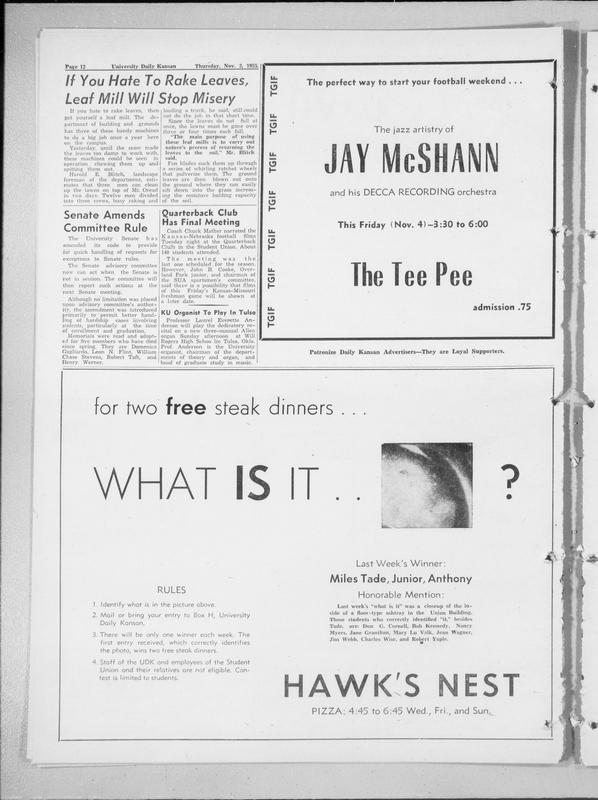 Page 12 University Daily Kansan Thursday, Nov. 3, 1955.
If You Hate To Rake Leaves,
Leaf Mill Will Stop Misery
If you hate to rake leaves, then
get yourself a leaf mill. The de-
partment of building and grounds
has three of these handy machines
to do a big job once a year here
on the campus.
Yesterday, until the snow made
the leaves too damp to work with,
these machines could be seen in
operation chewing them up and
spitting them out.
Harold E. Blitch, landscape
foreman of the department, esti-
mates that three men can clean
up the lawns on top of Mt. Oread
in two days. Twelve men divided
into three crews, busy raking and
loading a truck, he said, still could
not do the job in that short time.
Since the leaves do not fall at
once, the lawns must be gone over
three or four times each fall.
"The main purpose of using
these leaf mills is to carry out
nature's process of returning the
leaves to the soil," Mr. Blitch
said.
Fan blades suck them up through
a series of whirling ratchet wheels
that pulverize them. The ground
leaves are then blown out onto
the ground where they can easily
sift down into the grass increas-
ing the moisture holding capacity
of the soil.
Senate Amends
Committee Rule
The University Senate has
amended its code to provide
for quick handling of requests for
exceptions to Senate rules.
The Senate advisory committee
now can act when the Senate is
not in session. The committee will
then report such actions at the
next Senate meeting.
Although no limitation was placed
upon advisory committee's author-
ity, the amendment was introduced
primarily to permit better handl-
ing of hardship cases involving
students, particularly at the time
of enrollment and graduation.
Memorials were read and adopt-
ed for five members who have died
since spring. They are Domenico
Gagliardo, Leon N. Flint, William
Chase Stevens, Robert Taft, and
Henry Werner.
Quarterback Club
Has Final Meeting
Coach Chuck Mather narrated the
Kansas-Nebraska football films
Tuesday night at the Quarterback
Club in the Student Union. About
140 students attended.
The meeting was the
last one scheduled for the season.
However, John B. Cooke, Over-
land Park junior, and chairman of
the SUA sportsmen's committee,
said there is a possibility that films
of this Friday's Kansas-Missouri
freshman game will be shown at
a later date.
KU Organist To Play In Tulsa
Professor Laurel Everette An-
derson will play the dedicatory re-
cital on a new three-manual Allen
organ Sunday afternoon at Will
Rogers High School in Tulsa, Okla.
Prof. Anderson is the University
organist, chairman of the depart-
ments of theory and organ, and
head of graduate study in music.
TGIF
TGIF
TGIF
TGIF
TGIF
TGIF
TGIF
The perfect way to start your football weekend . . .
The jazz artistry of
JAY McSHANN
and his DECCA RECORDING orchestra
This Friday (Nov. 4)—3:30 to 6:00
The Tee Pee
admission .75
Patronize Daily Kansan Advertisers—They are Loyal Supporters.
for two free steak dinners . . .
WHAT IS IT . . ?
RULES
1. Identify what is in the picture above.
2. Mail or bring your entry to Box H, University
Daily Kansan.
3. There will be only one winner each week. The
first entry received, which correctly identifies
the photo, wins two free steak dinners.
4. Staff of the UDK and employees of the Student
Union and their relatives are not eligible. Con-
test is limited to students.
Last Week's Winner:
Miles Tade, Junior, Anthony
Honorable Mention:
Last week's "what is it" was a closeup of the in-
side of a floor-type ashtray in the Union Building.
Those students who correctly identified "it," besides
Tade, are: Don G. Cornell, Bob Kennedy, Nancy
Myers, Jane Granthan, Mary Lu Volk, Jean Wagner,
Jim Webb, Charles Wise, and Robert Yuple.
HAWK'S NEST
PIZZA: 4:45 to 6:45 Wed., Fri., and Sun.